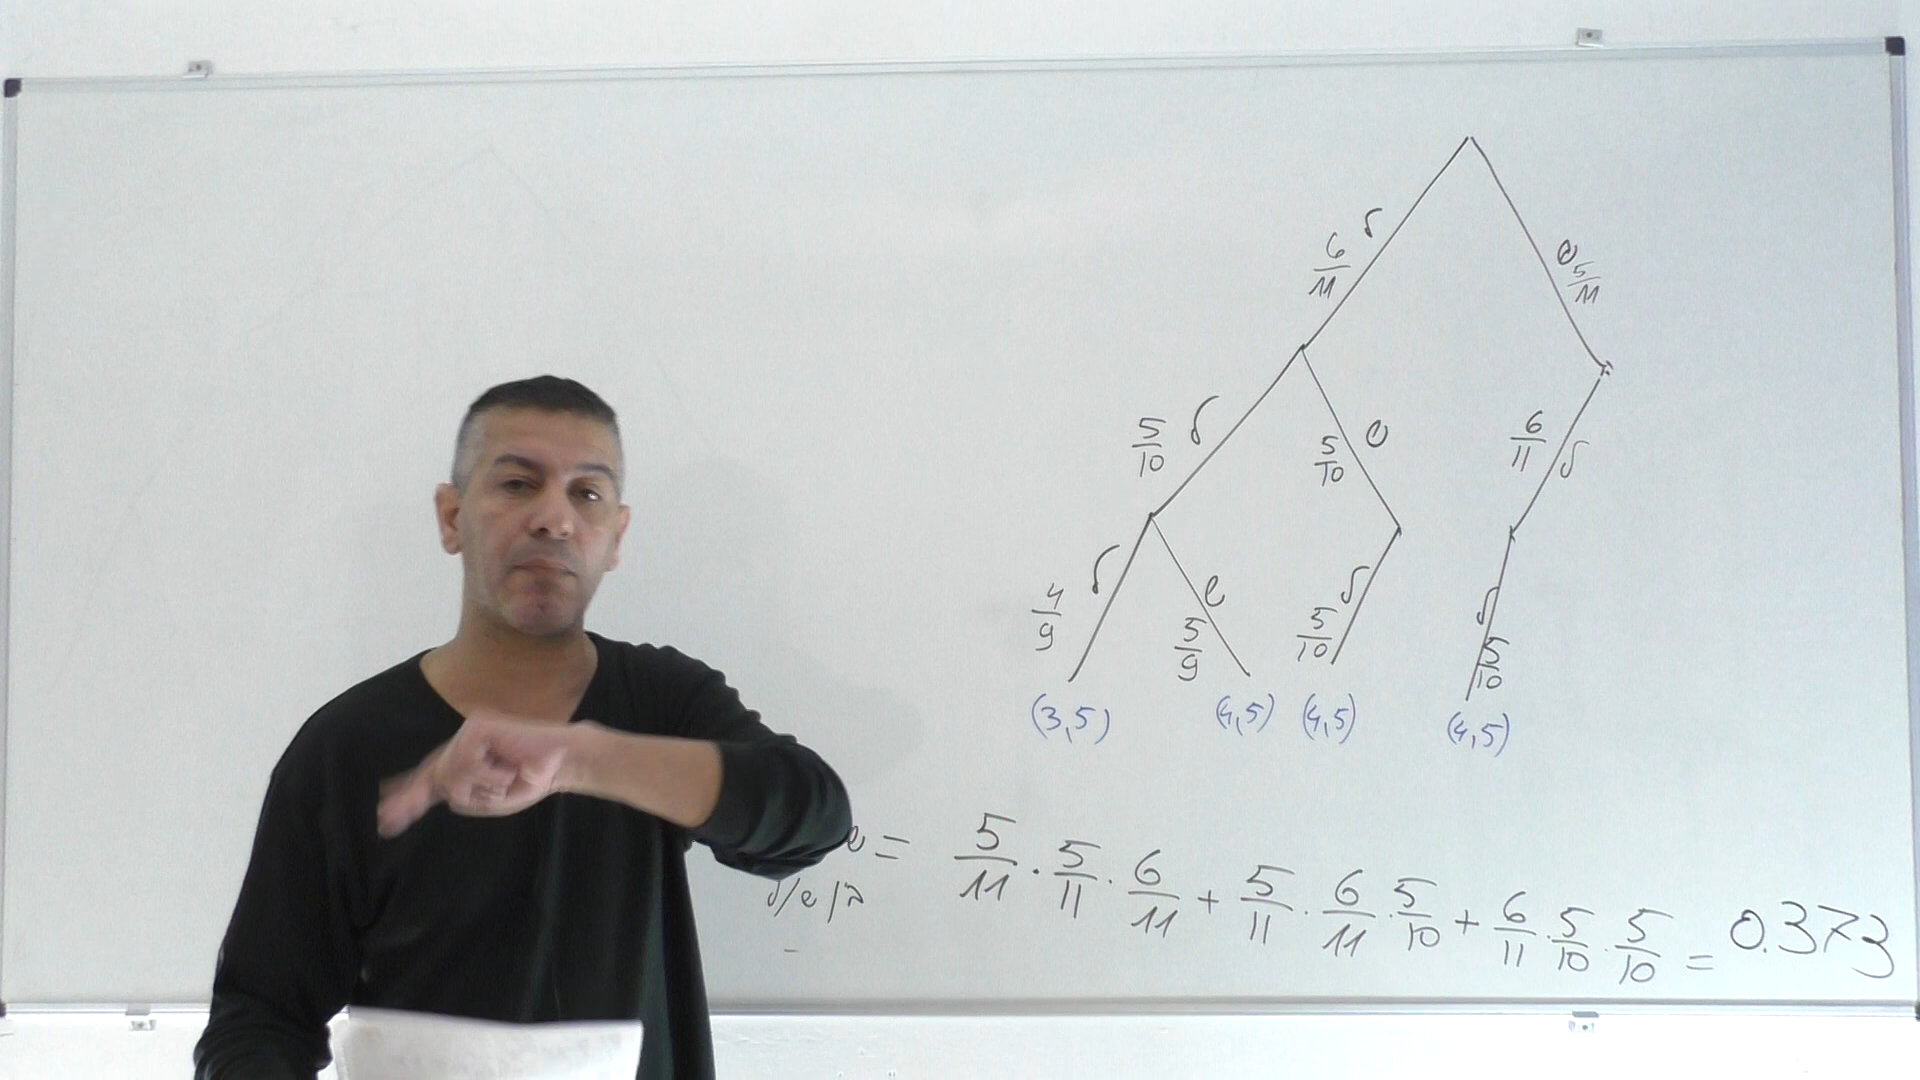 ל
6/11
e 5/11
5/10 ל
5/10 e
6/11 ל
4/9 ל
5/9 e
5/10 ל
ל 5/10
(3,5) (4,5) (4,5) (4,5)
= 5/11 · 5/11 · 6/11 + 5/11 · 6/11 · 5/10 + 6/11 · 5/10 · 5/10 = 0.373